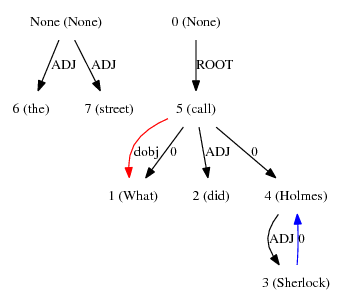 None (None) 0 (None)
ADJ ADJ ROOT
6 (the) 7 (street) 5 (call)
dobj 0 ADJ 0
1 (What) 2 (did) 4 (Holmes)
ADJ 0
3 (Sherlock)